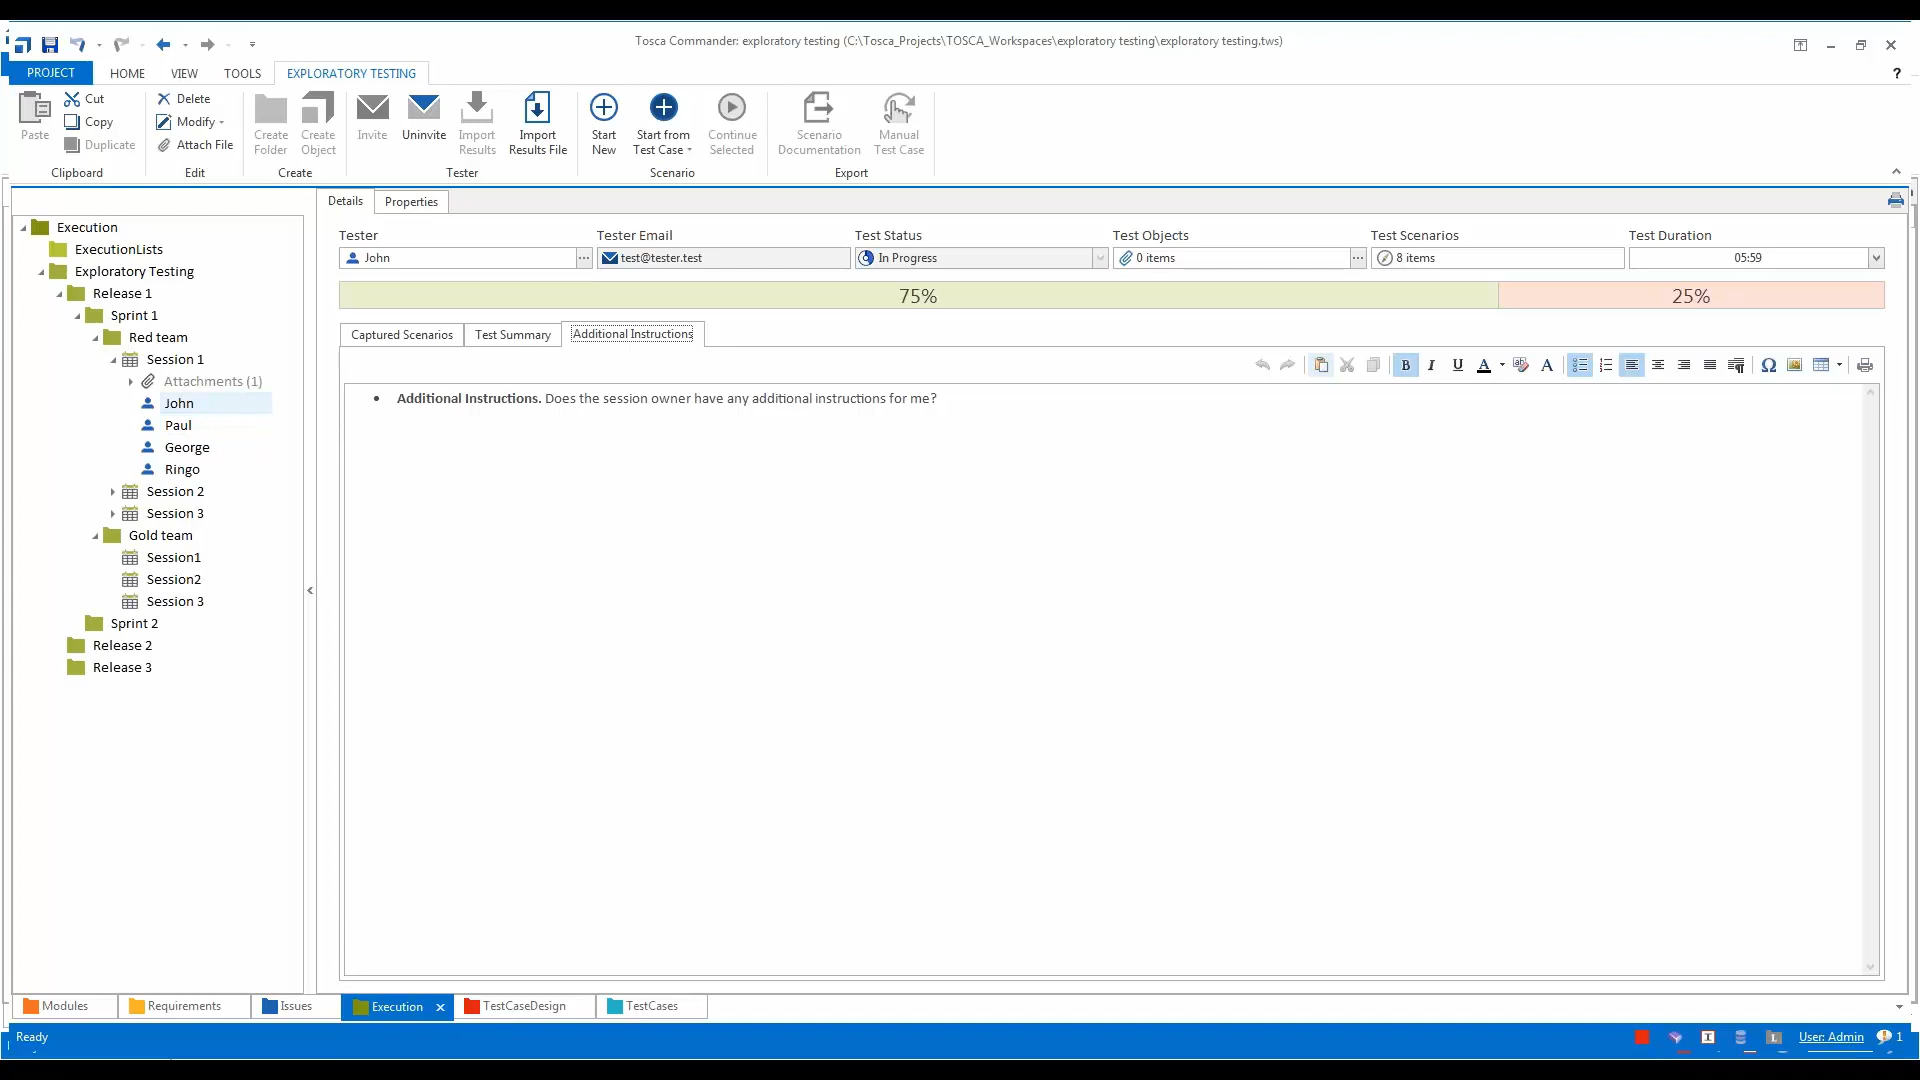 Tosca Commander: exploratory testing (C:\Tosca_Projects\TOSCA_Workspaces\exploratory testing\exploratory testing.tws)
PROJECT HOME VIEW TOOLS EXPLORATORY TESTING ?
Paste
Cut
Copy
Duplicate
Clipboard
Delete
Modify
Attach File
Edit
Create Folder
Create Object
Create
Invite
Uninvite
Import Results
Import Results File
Tester
Start New
Start from Test Case
Continue Selected
Scenario
Scenario Documentation
Manual Test Case
Export
Execution
ExecutionLists
Exploratory Testing
Release 1
Sprint 1
Red team
Session 1
Attachments (1)
John
Paul
George
Ringo
Session 2
Session 3
Gold team
Session1
Session2
Session 3
Sprint 2
Release 2
Release 3
Details Properties
Tester Tester Email Test Status Test Objects Test Scenarios Test Duration
John test@tester.test In Progress 0 items 8 items 05:59
75% 25%
Captured Scenarios Test Summary Additional Instructions
B I U A A Ω
• Additional Instructions. Does the session owner have any additional instructions for me?
Modules Requirements Issues Execution x TestCaseDesign TestCases
Ready User: Admin 1